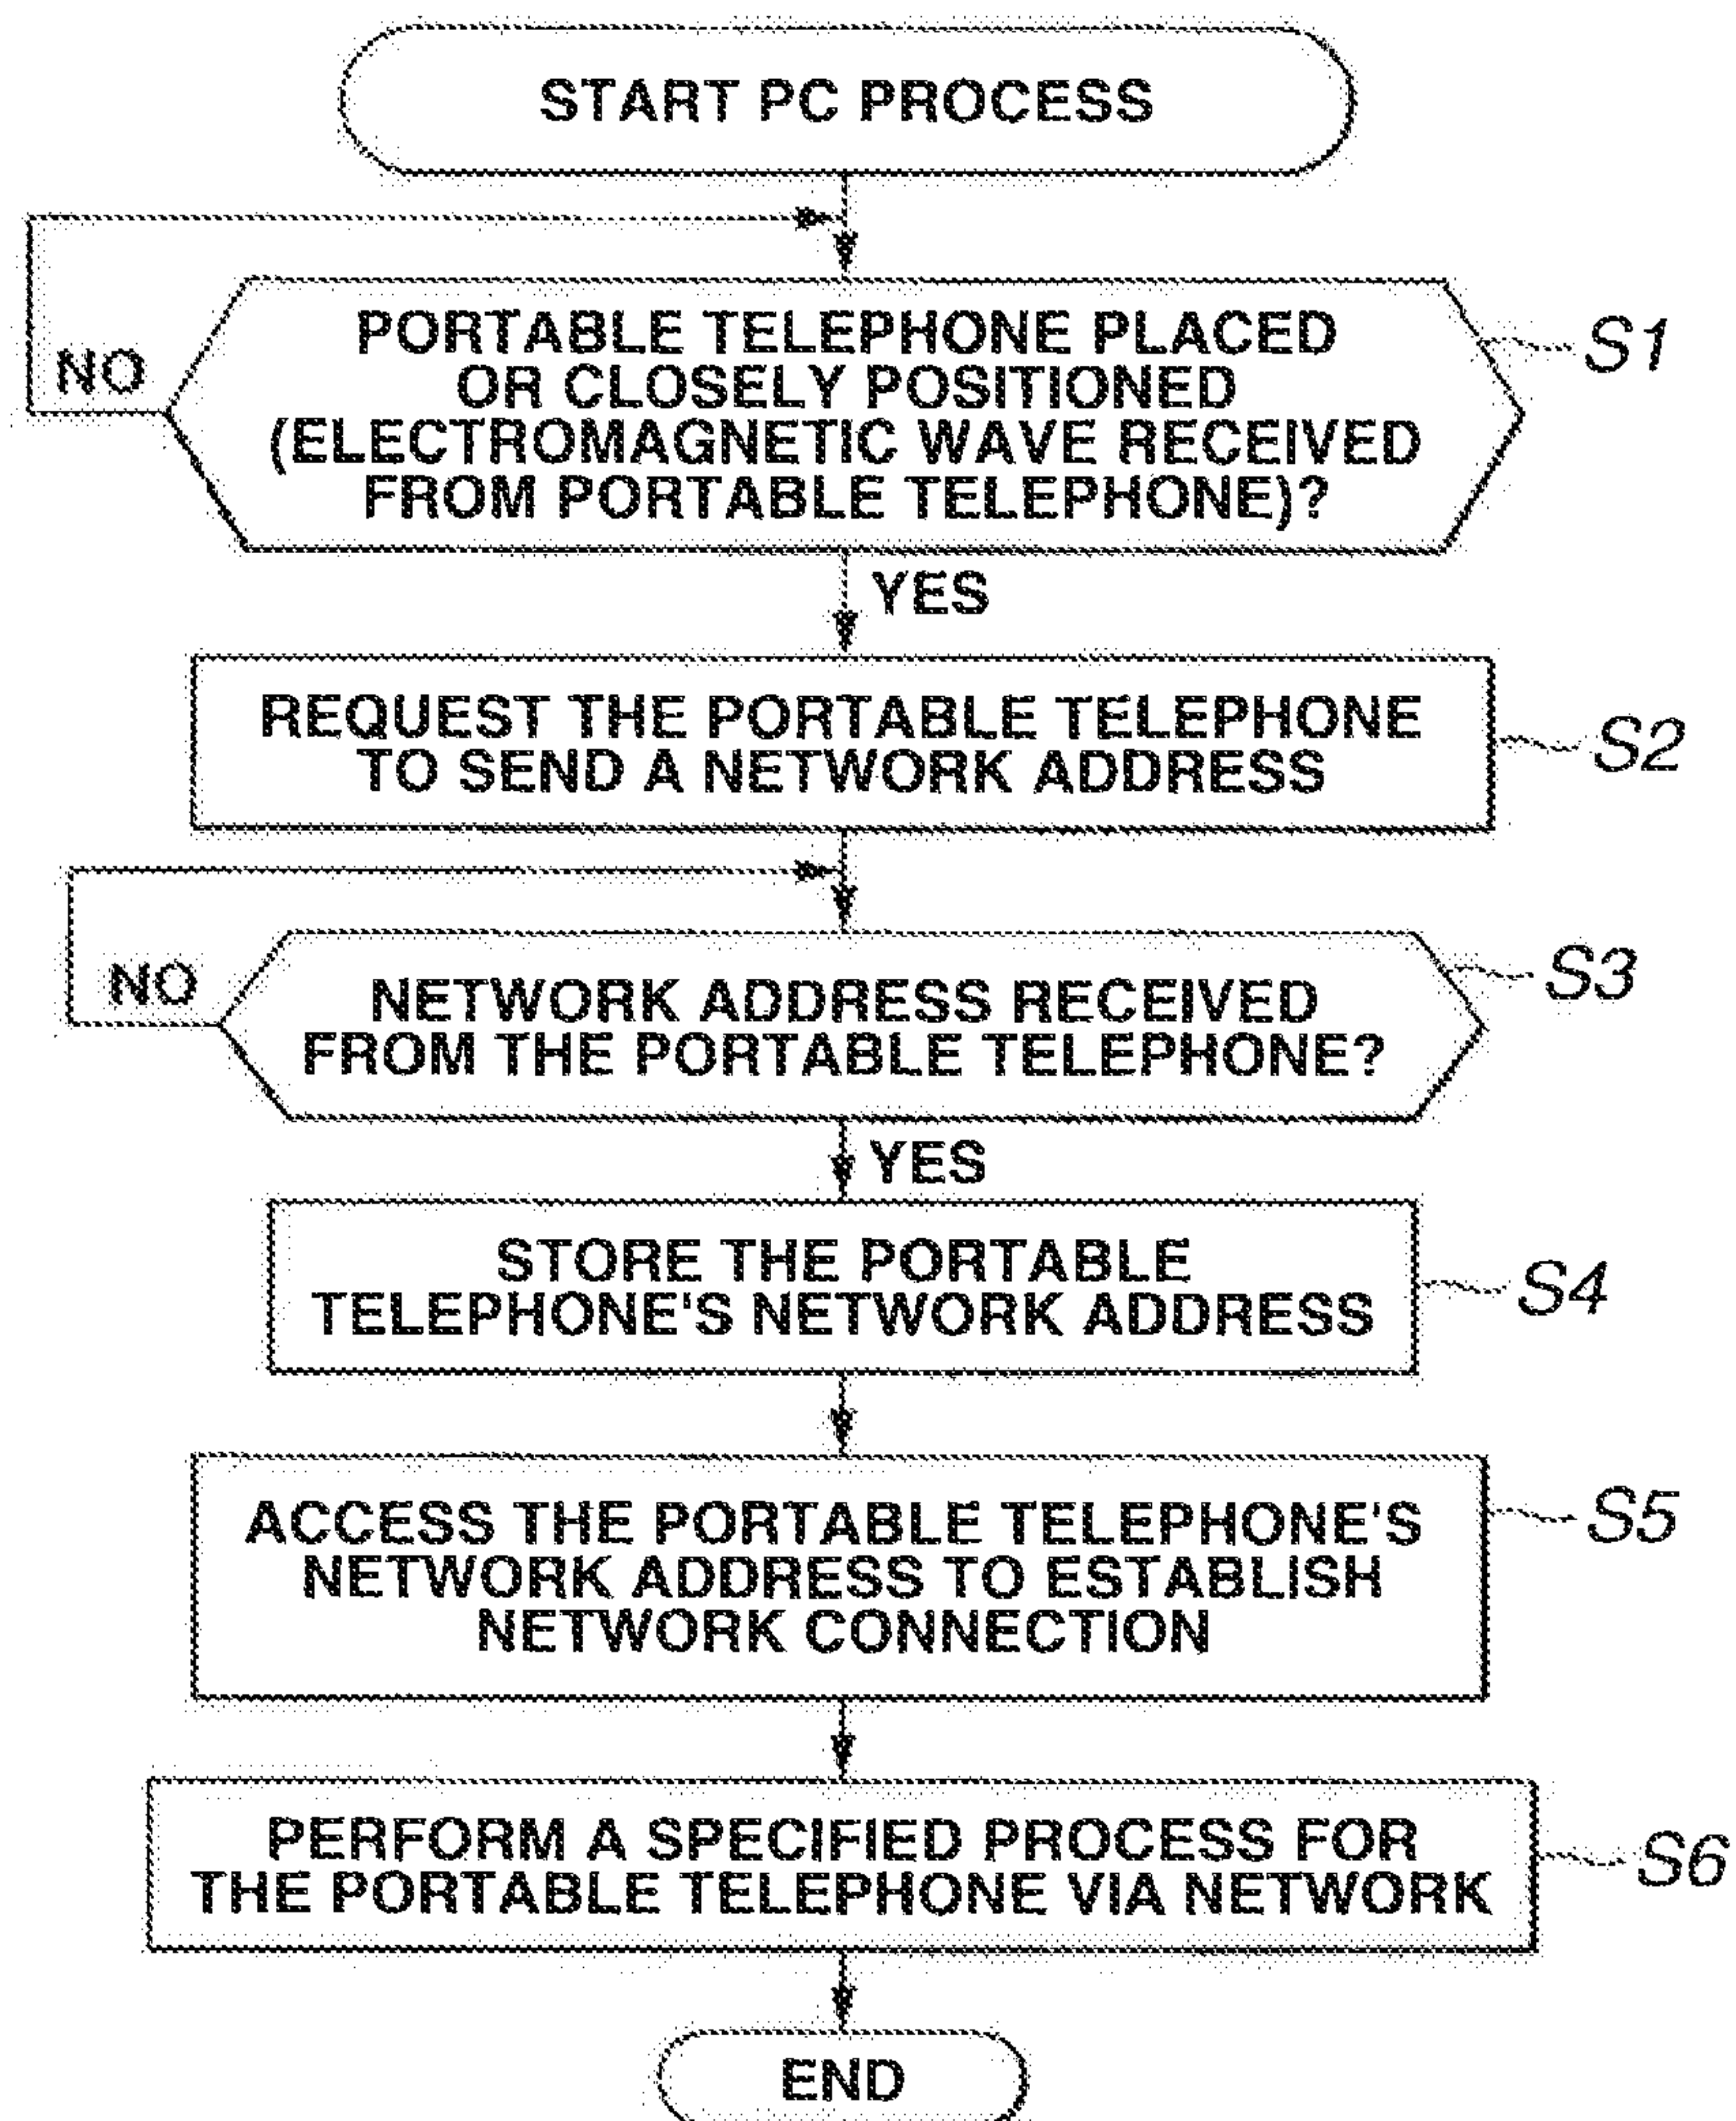 START PC PROCESS
PORTABLE TELEPHONE PLACED
OR CLOSELY POSITIONED
(ELECTROMAGNETIC WAVE RECEIVED
FROM PORTABLE TELEPHONE)?
S1
NO
YES
REQUEST THE PORTABLE TELEPHONE
TO SEND A NETWORK ADDRESS
S2
NETWORK ADDRESS RECEIVED
FROM THE PORTABLE TELEPHONE?
S3
NO
YES
STORE THE PORTABLE
TELEPHONE'S NETWORK ADDRESS
S4
ACCESS THE PORTABLE TELEPHONE'S
NETWORK ADDRESS TO ESTABLISH
NETWORK CONNECTION
S5
PERFORM A SPECIFIED PROCESS FOR
THE PORTABLE TELEPHONE VIA NETWORK
S6
END